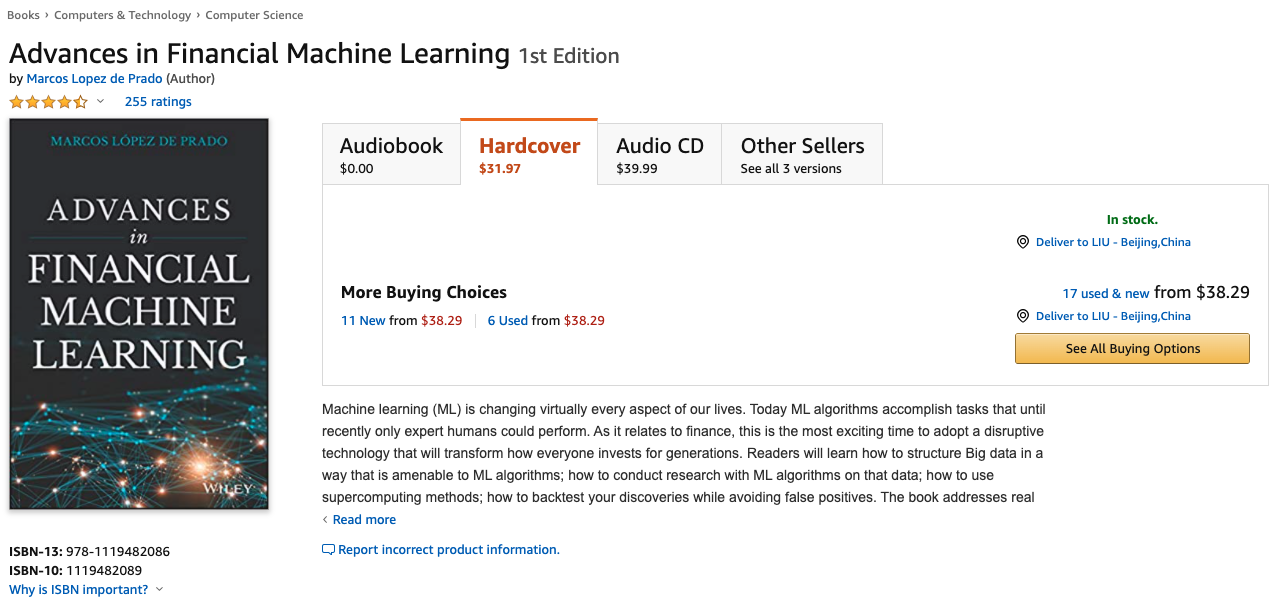 Books › Computers & Technology › Computer Science
Advances in Financial Machine Learning 1st Edition
by Marcos Lopez de Prado (Author)
255 ratings
MARCOS LÓPEZ DE PRADO
ADVANCES
in
FINANCIAL
MACHINE
LEARNING
WILEY
ISBN-13: 978-1119482086
ISBN-10: 1119482089
Why is ISBN important?
Audiobook
$0.00
Hardcover
$31.97
Audio CD
$39.99
Other Sellers
See all 3 versions
In stock.
Deliver to LIU - Beijing,China
More Buying Choices
11 New from $38.29 6 Used from $38.29
17 used & new from $38.29
Deliver to LIU - Beijing,China
See All Buying Options
Machine learning (ML) is changing virtually every aspect of our lives. Today ML algorithms accomplish tasks that until
recently only expert humans could perform. As it relates to finance, this is the most exciting time to adopt a disruptive
technology that will transform how everyone invests for generations. Readers will learn how to structure Big data in a
way that is amenable to ML algorithms; how to conduct research with ML algorithms on that data; how to use
supercomputing methods; how to backtest your discoveries while avoiding false positives. The book addresses real
‹ Read more
Report incorrect product information.